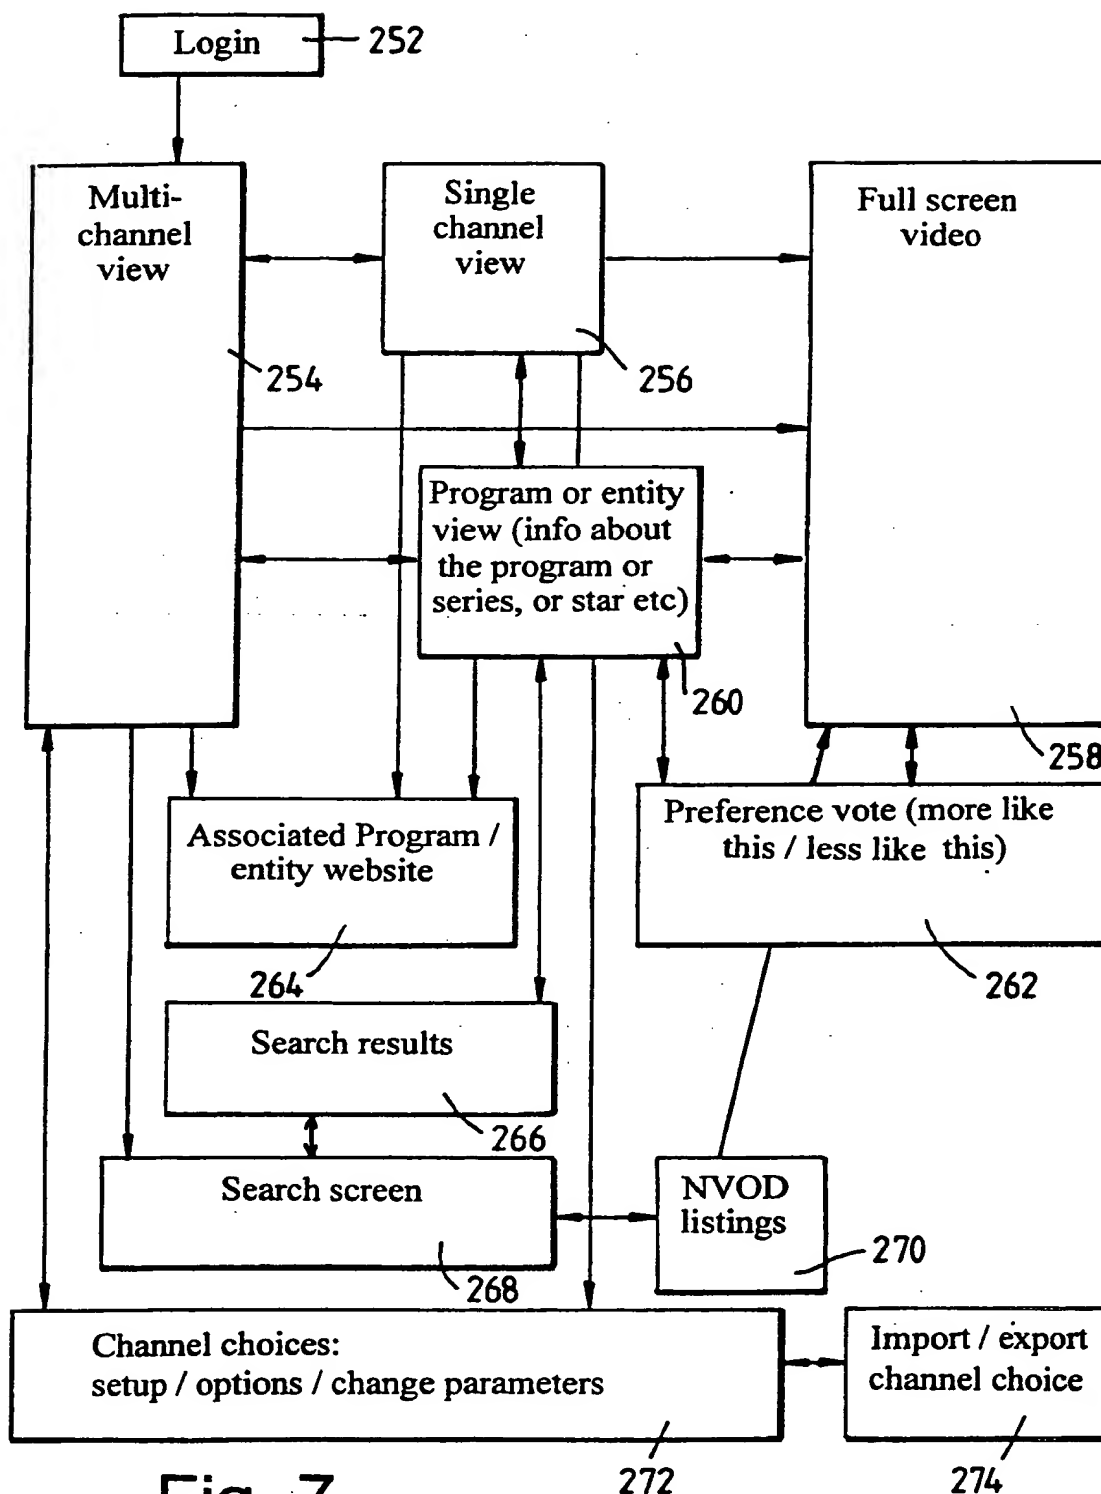 Login
252
Multi-
channel
view
254
Single
channel
view
256
Full screen
video
258
Program or entity
view (info about
the program or
series, or star etc)
260
Associated Program /
entity website
264
Preference vote (more like
this / less like this)
262
Search results
266
Search screen
268
NVOD
listings
270
Channel choices:
setup / options / change parameters
272
Import / export
channel choice
274
Fig. 7